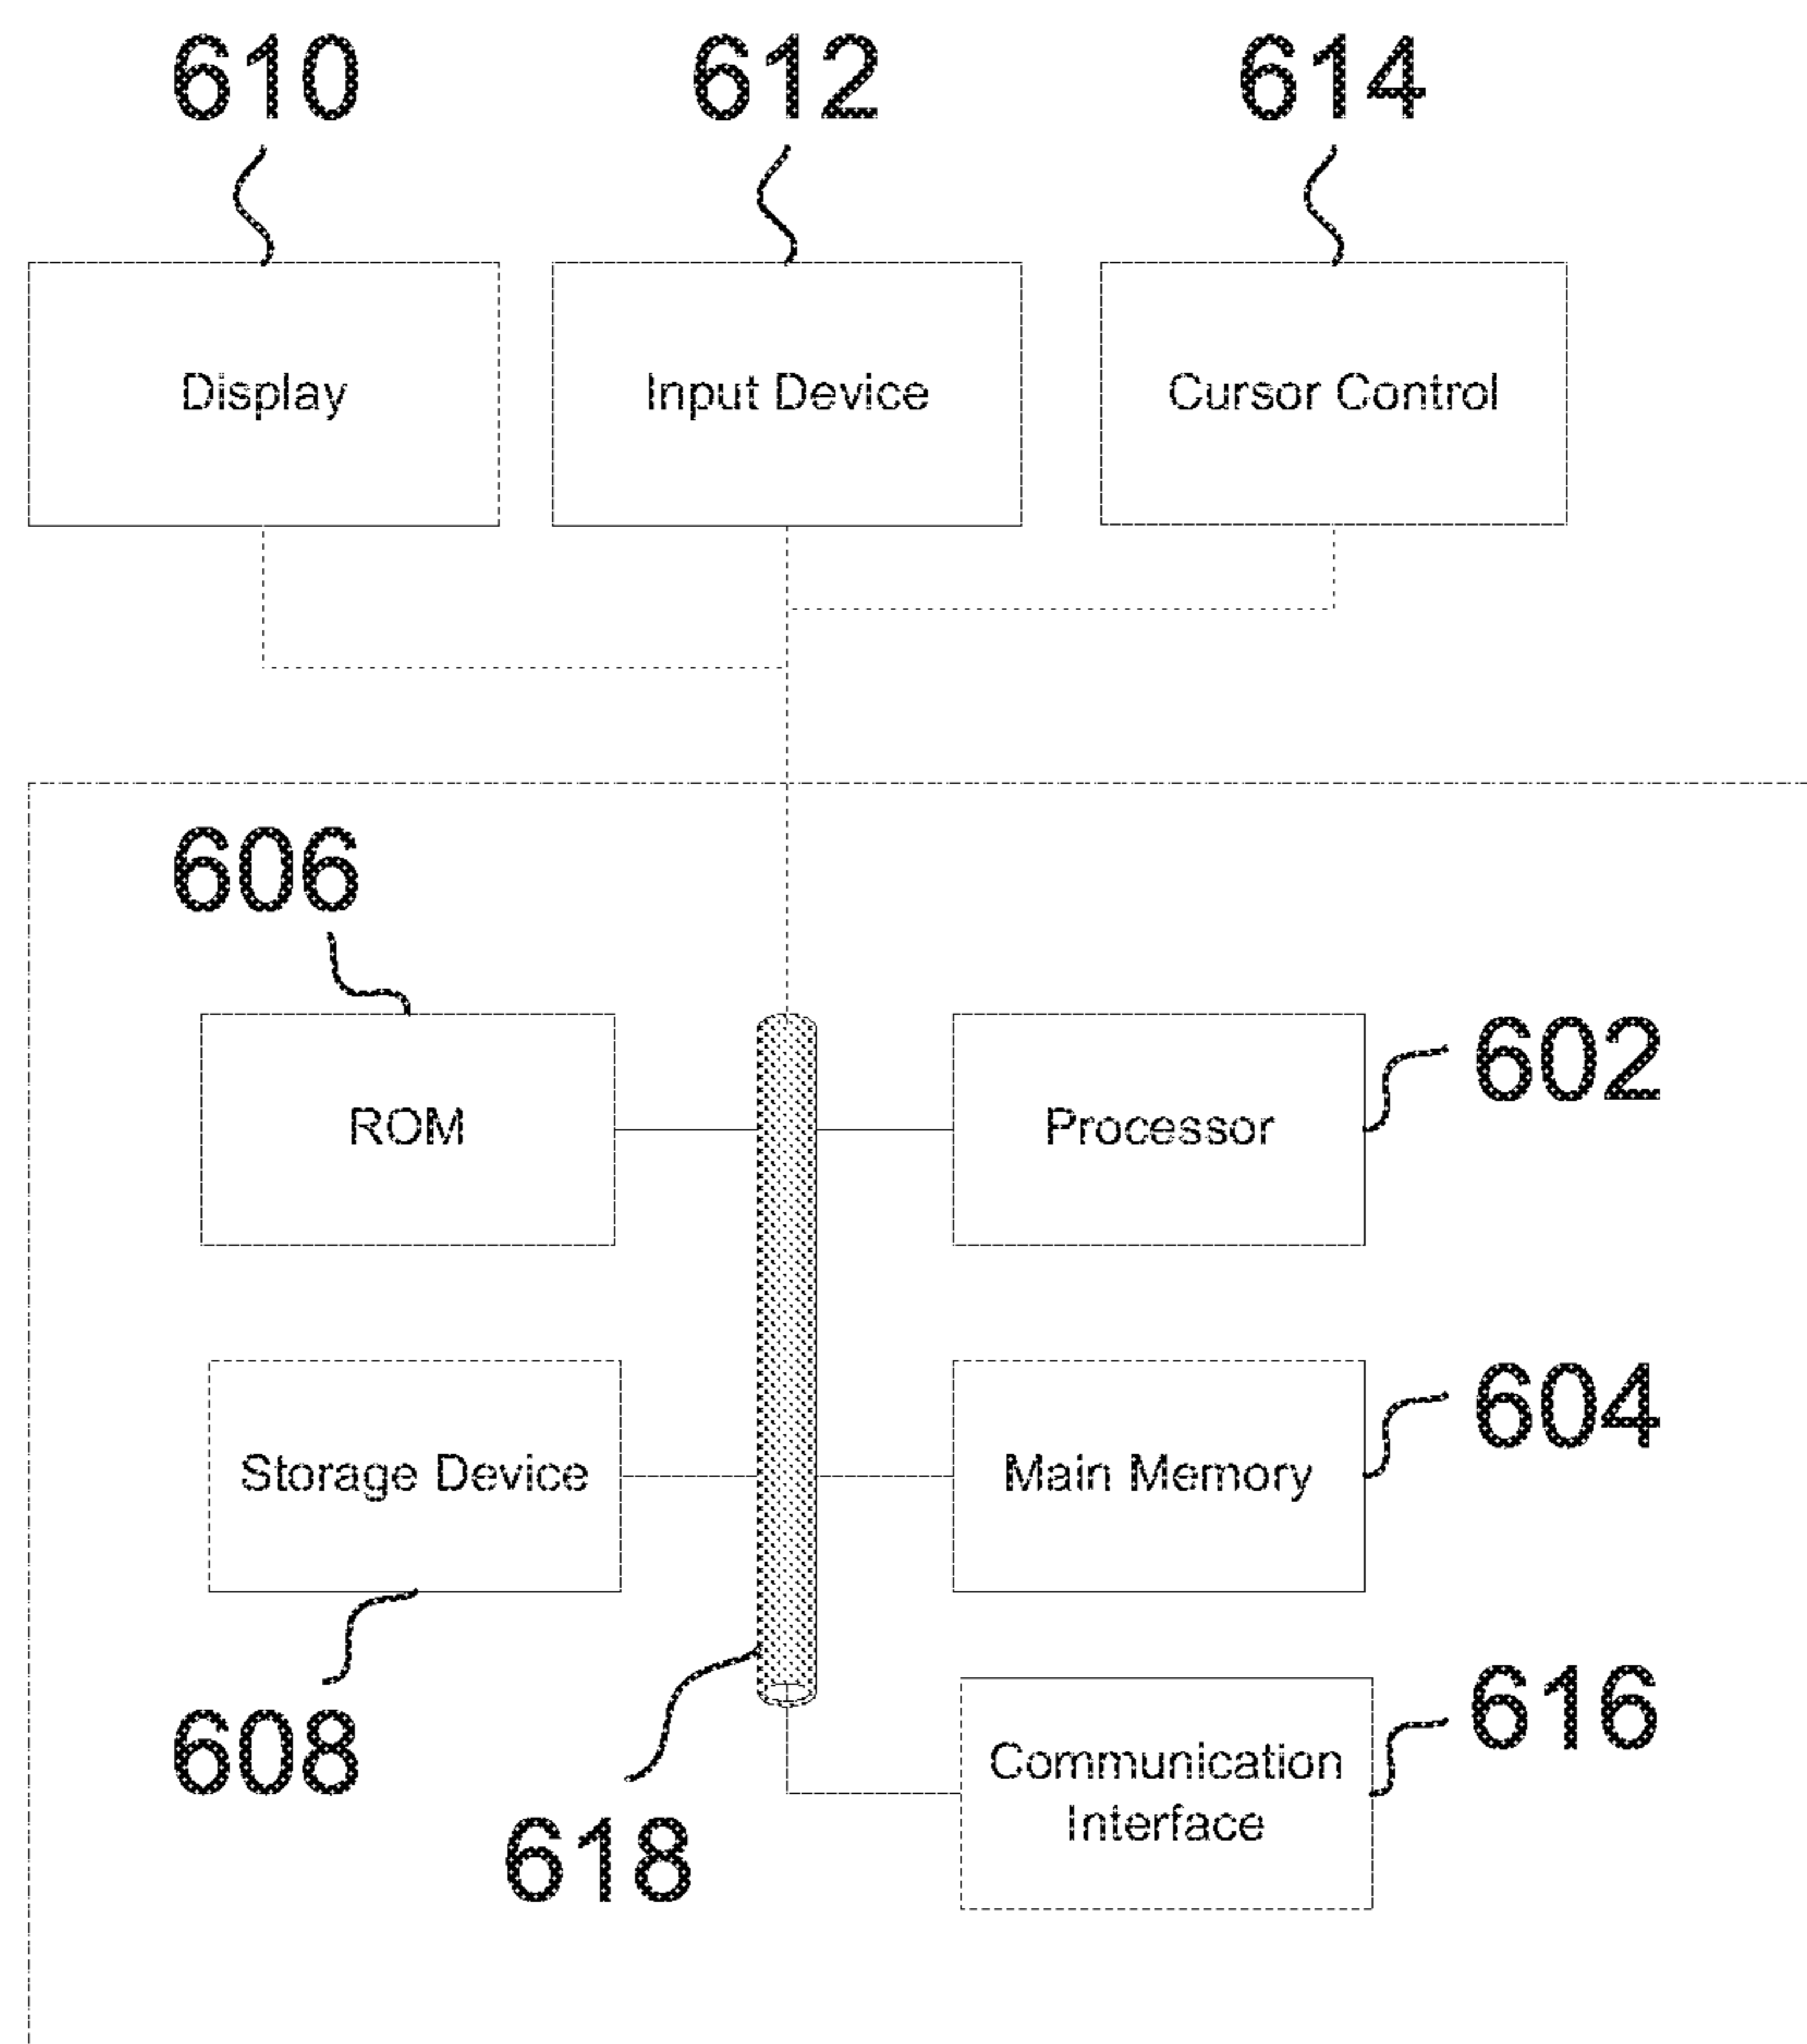 610
612
614
Display
Input Device
Cursor Control
606
ROM
Processor
602
Storage Device
Main Memory
604
608
618
Communication
Interface
616